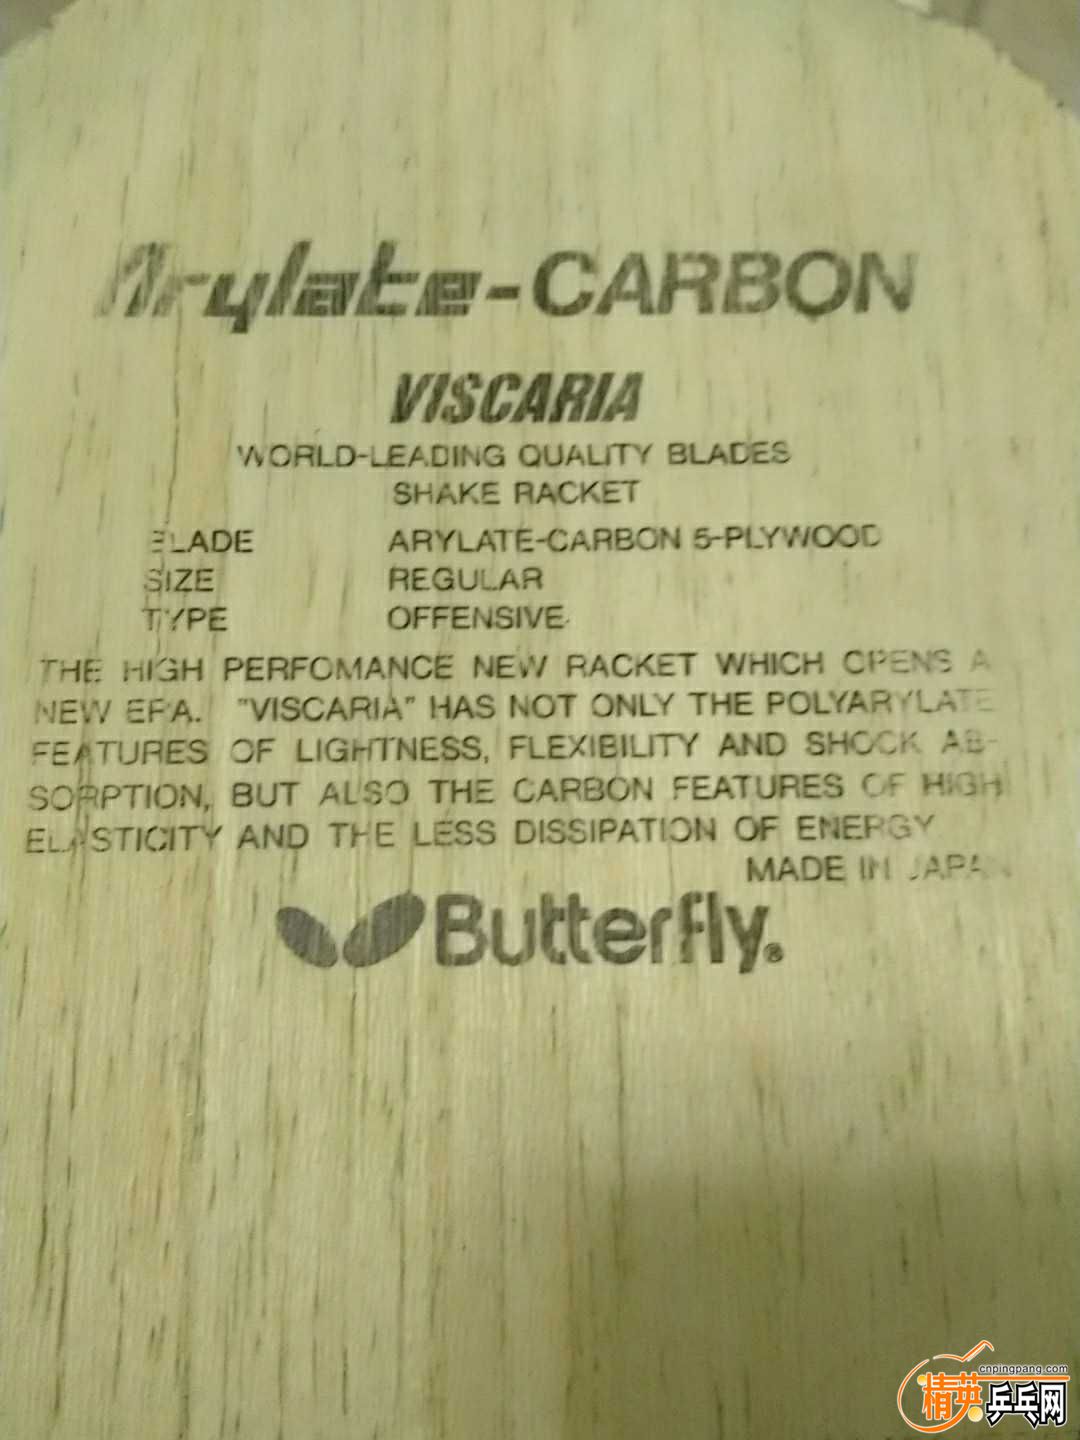 Arylate-CARBON
VISCARIA
WORLD-LEADING QUALITY BLADES
SHAKE RACKET
BLADE ARYLATE-CARBON 5-PLYWOOD
SIZE REGULAR
TYPE OFFENSIVE
THE HIGH PERFOMANCE NEW RACKET WHICH OPENS A
NEW ERA. "VISCARIA" HAS NOT ONLY THE POLYARYLATE
FEATURES OF LIGHTNESS, FLEXIBILITY AND SHOCK AB-
SORPTION, BUT ALSO THE CARBON FEATURES OF HIGH
ELASTICITY AND THE LESS DISSIPATION OF ENERGY
MADE IN JAPAN
Butterfly®
cnpingpang.com
精英乒乓网